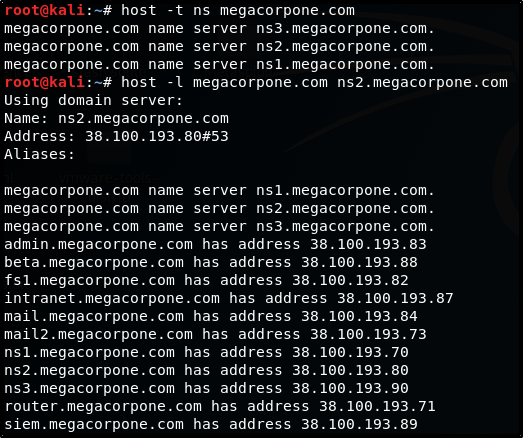 root@kali:~# host -t ns megacorpone.com
megacorpone.com name server ns3.megacorpone.com.
megacorpone.com name server ns2.megacorpone.com.
megacorpone.com name server ns1.megacorpone.com.
root@kali:~# host -l megacorpone.com ns2.megacorpone.com
Using domain server:
Name: ns2.megacorpone.com
Address: 38.100.193.80#53
Aliases:
megacorpone.com name server ns1.megacorpone.com.
megacorpone.com name server ns2.megacorpone.com.
megacorpone.com name server ns3.megacorpone.com.
admin.megacorpone.com has address 38.100.193.83
beta.megacorpone.com has address 38.100.193.88
fs1.megacorpone.com has address 38.100.193.82
intranet.megacorpone.com has address 38.100.193.87
mail.megacorpone.com has address 38.100.193.84
mail2.megacorpone.com has address 38.100.193.73
ns1.megacorpone.com has address 38.100.193.70
ns2.megacorpone.com has address 38.100.193.80
ns3.megacorpone.com has address 38.100.193.90
router.megacorpone.com has address 38.100.193.71
siem.megacorpone.com has address 38.100.193.89